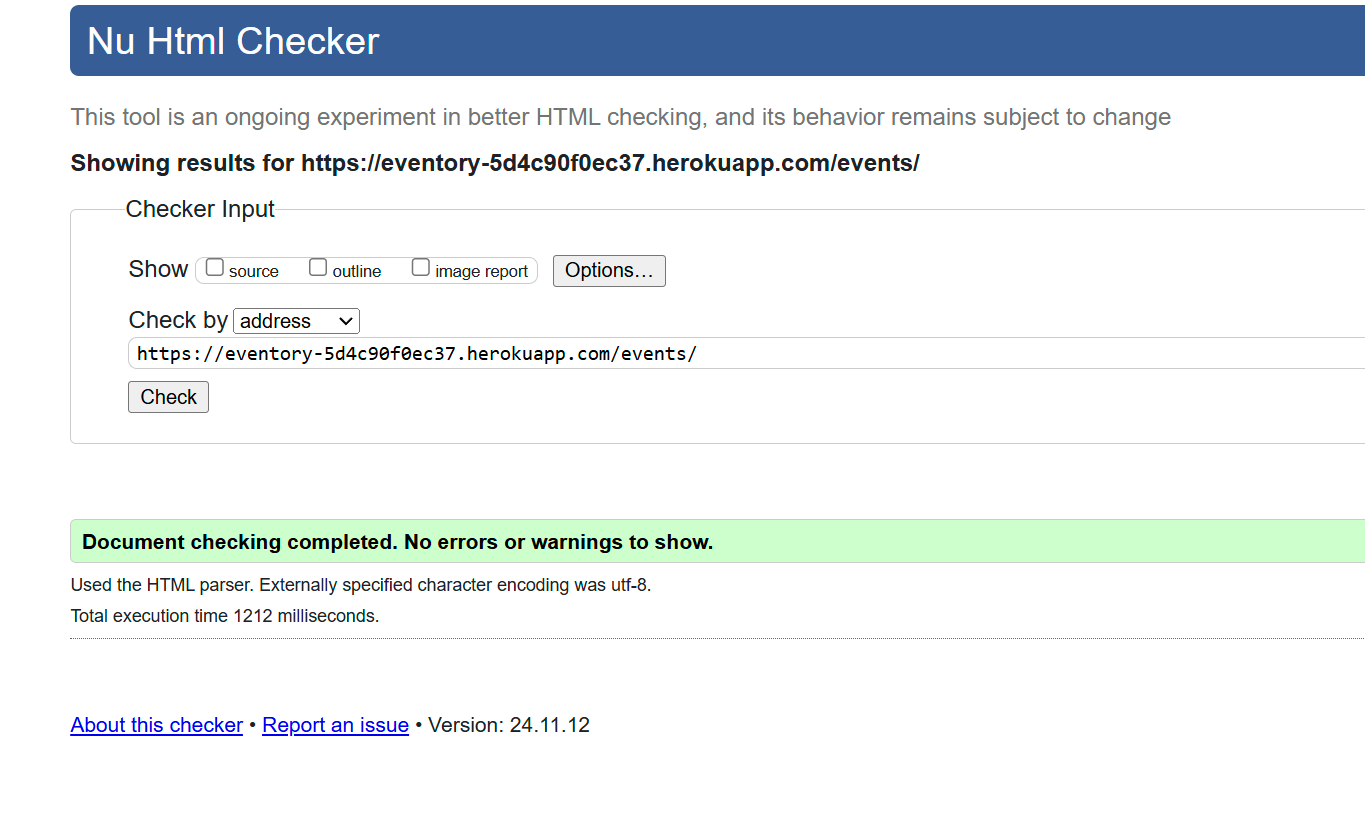 Nu Html Checker
This tool is an ongoing experiment in better HTML checking, and its behavior remains subject to change
Showing results for https://eventory-5d4c90f0ec37.herokuapp.com/events/
Checker Input
Show source outline image report Options…
Check by address
https://eventory-5d4c90f0ec37.herokuapp.com/events/
Check
Document checking completed. No errors or warnings to show.
Used the HTML parser. Externally specified character encoding was utf-8.
Total execution time 1212 milliseconds.
About this checker • Report an issue • Version: 24.11.12